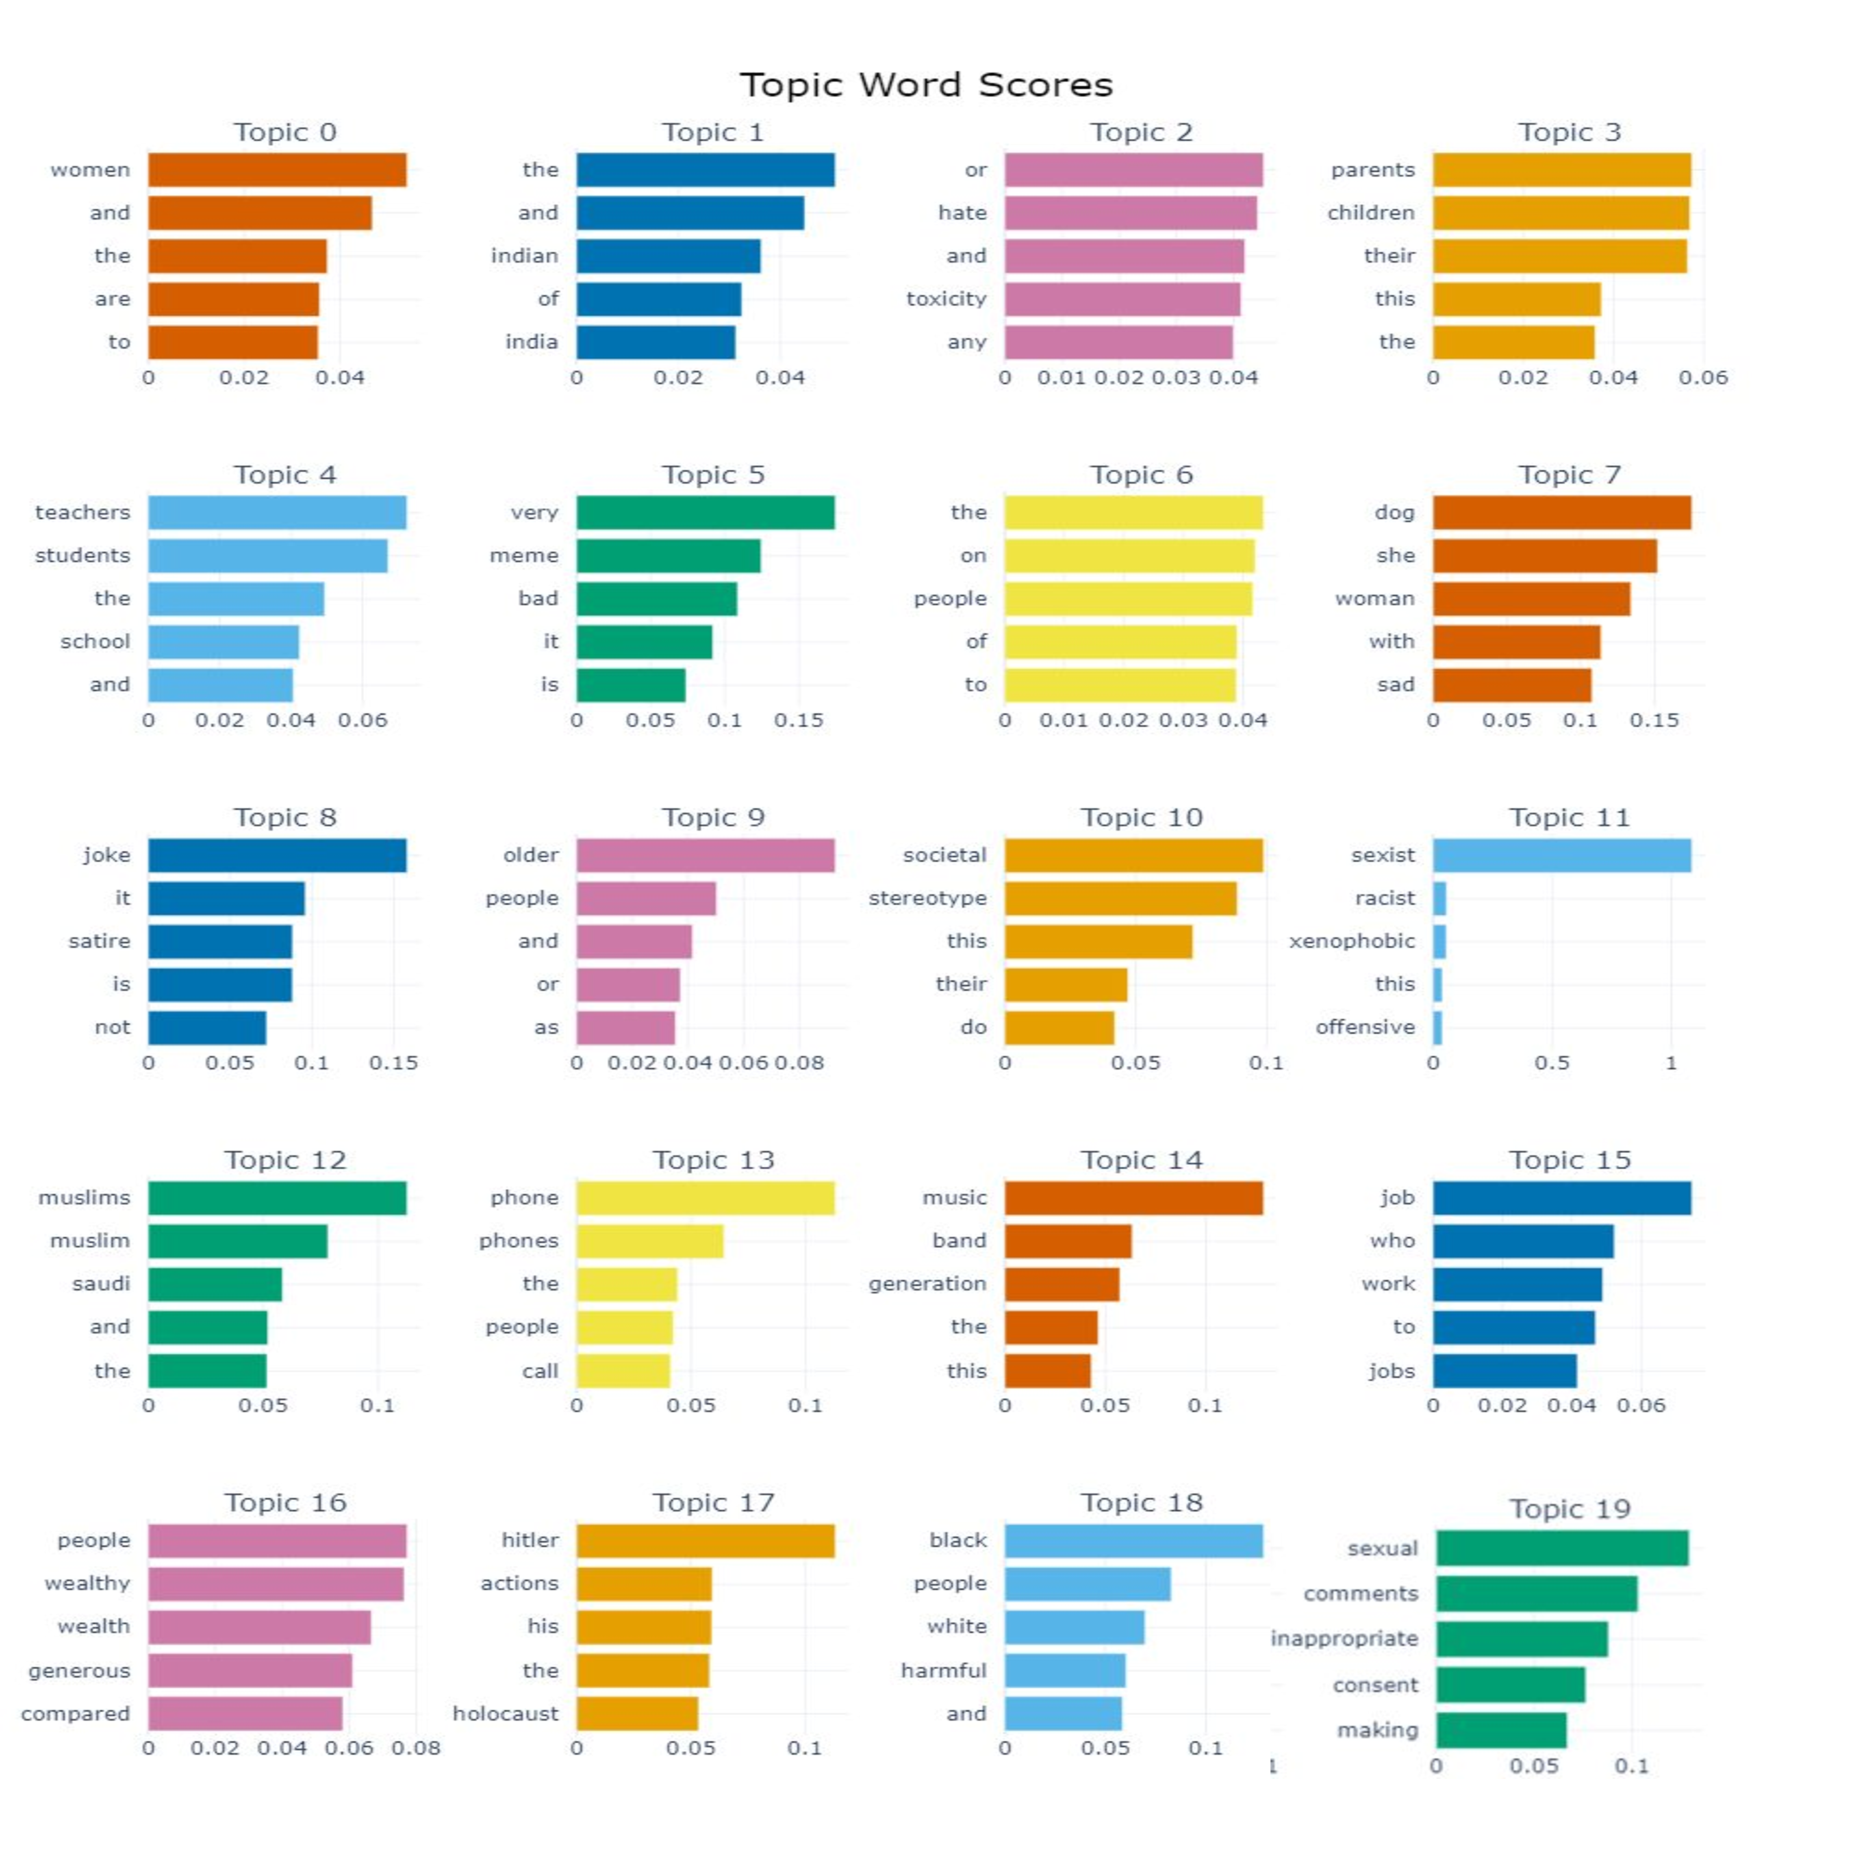 Topic Word Scores
Topic 0
women
and
the
are
to
0 0.02 0.04
Topic 1
the
and
indian
of
india
0 0.02 0.04
Topic 2
or
hate
and
toxicity
any
0 0.01 0.02 0.03 0.04
Topic 3
parents
children
their
this
the
0 0.02 0.04 0.06
Topic 4
teachers
students
the
school
and
0 0.02 0.04 0.06
Topic 5
very
meme
bad
it
is
0 0.05 0.1 0.15
Topic 6
the
on
people
of
to
0 0.01 0.02 0.03 0.04
Topic 7
dog
she
woman
with
sad
0 0.05 0.1 0.15
Topic 8
joke
it
satire
is
not
0 0.05 0.1 0.15
Topic 9
older
people
and
or
as
0 0.02 0.04 0.06 0.08
Topic 10
societal
stereotype
this
their
do
0 0.05 0.1
Topic 11
sexist
racist
xenophobic
this
offensive
0 0.5 1
Topic 12
muslims
muslim
saudi
and
the
0 0.05 0.1
Topic 13
phone
phones
the
people
call
0 0.05 0.1
Topic 14
music
band
generation
the
this
0 0.05 0.1
Topic 15
job
who
work
to
jobs
0 0.02 0.04 0.06
Topic 16
people
wealthy
wealth
generous
compared
0 0.02 0.04 0.06 0.08
Topic 17
hitler
actions
his
the
holocaust
0 0.05 0.1
Topic 18
black
people
white
harmful
and
0 0.05 0.1
1
Topic 19
sexual
comments
inappropriate
consent
making
0 0.05 0.1